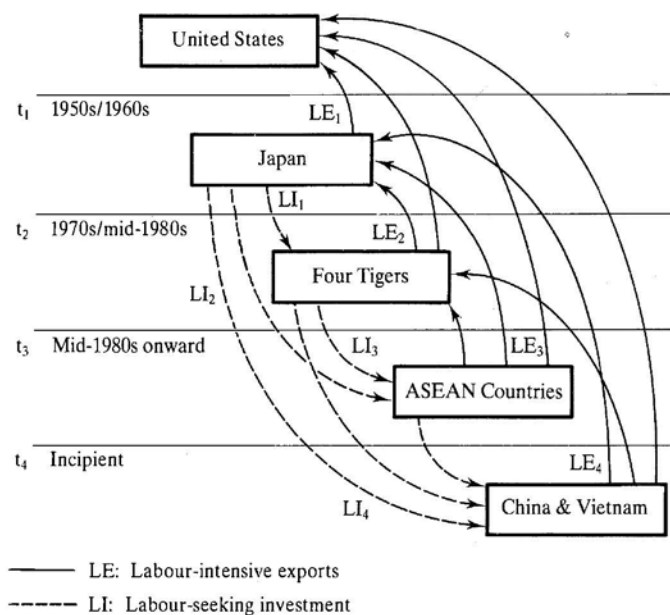 United States
t₁ 1950s/1960s
LE₁
Japan
LI₁
t₂ 1970s/mid-1980s
LE₂
Four Tigers
LI₂
LI₃
t₃ Mid-1980s onward
LE₃
ASEAN Countries
t₄ Incipient
LE₄
LI₄
China & Vietnam
LE: Labour-intensive exports
LI: Labour-seeking investment